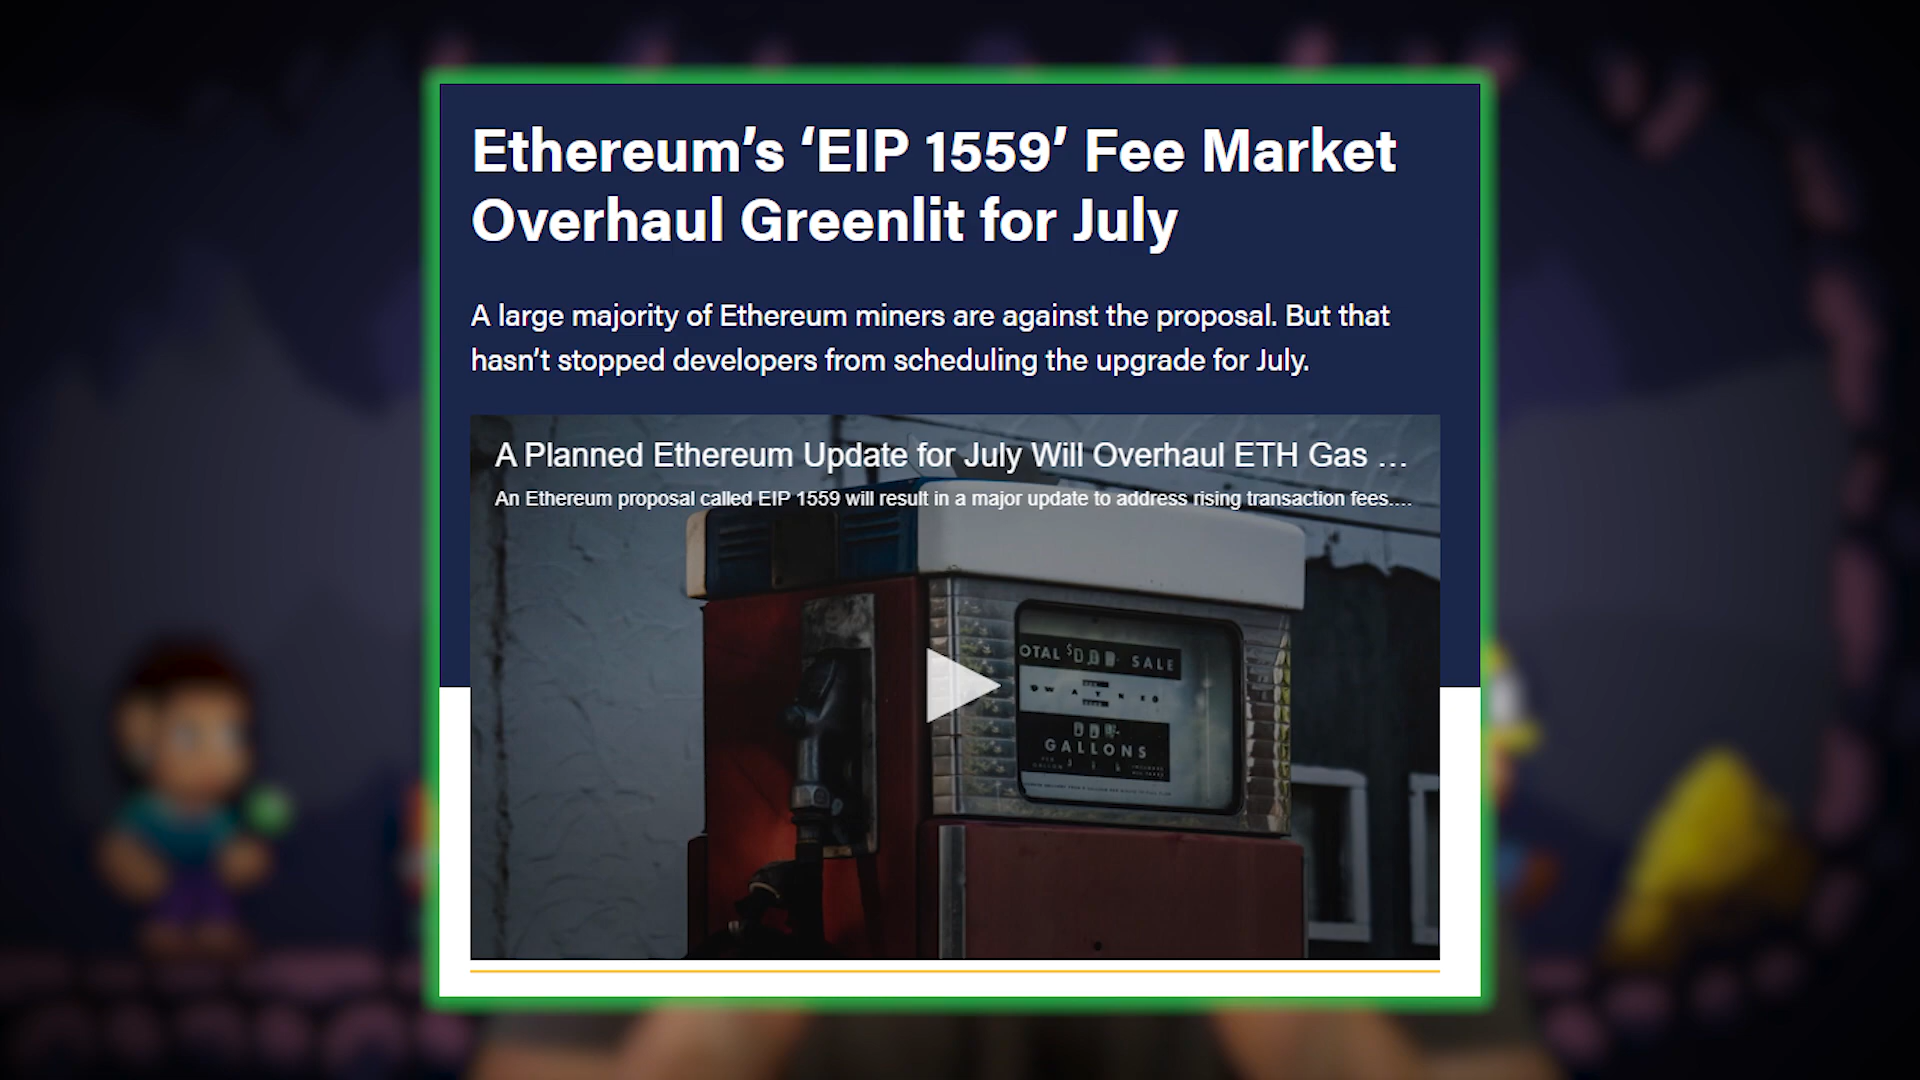 Ethereum’s ‘EIP 1559’ Fee Market
Overhaul Greenlit for July
A large majority of Ethereum miners are against the proposal. But that
hasn’t stopped developers from scheduling the upgrade for July.
A Planned Ethereum Update for July Will Overhaul ETH Gas ...
An Ethereum proposal called EIP 1559 will result in a major update to address rising transaction fees....
OTAL $ SALE
GALLONS